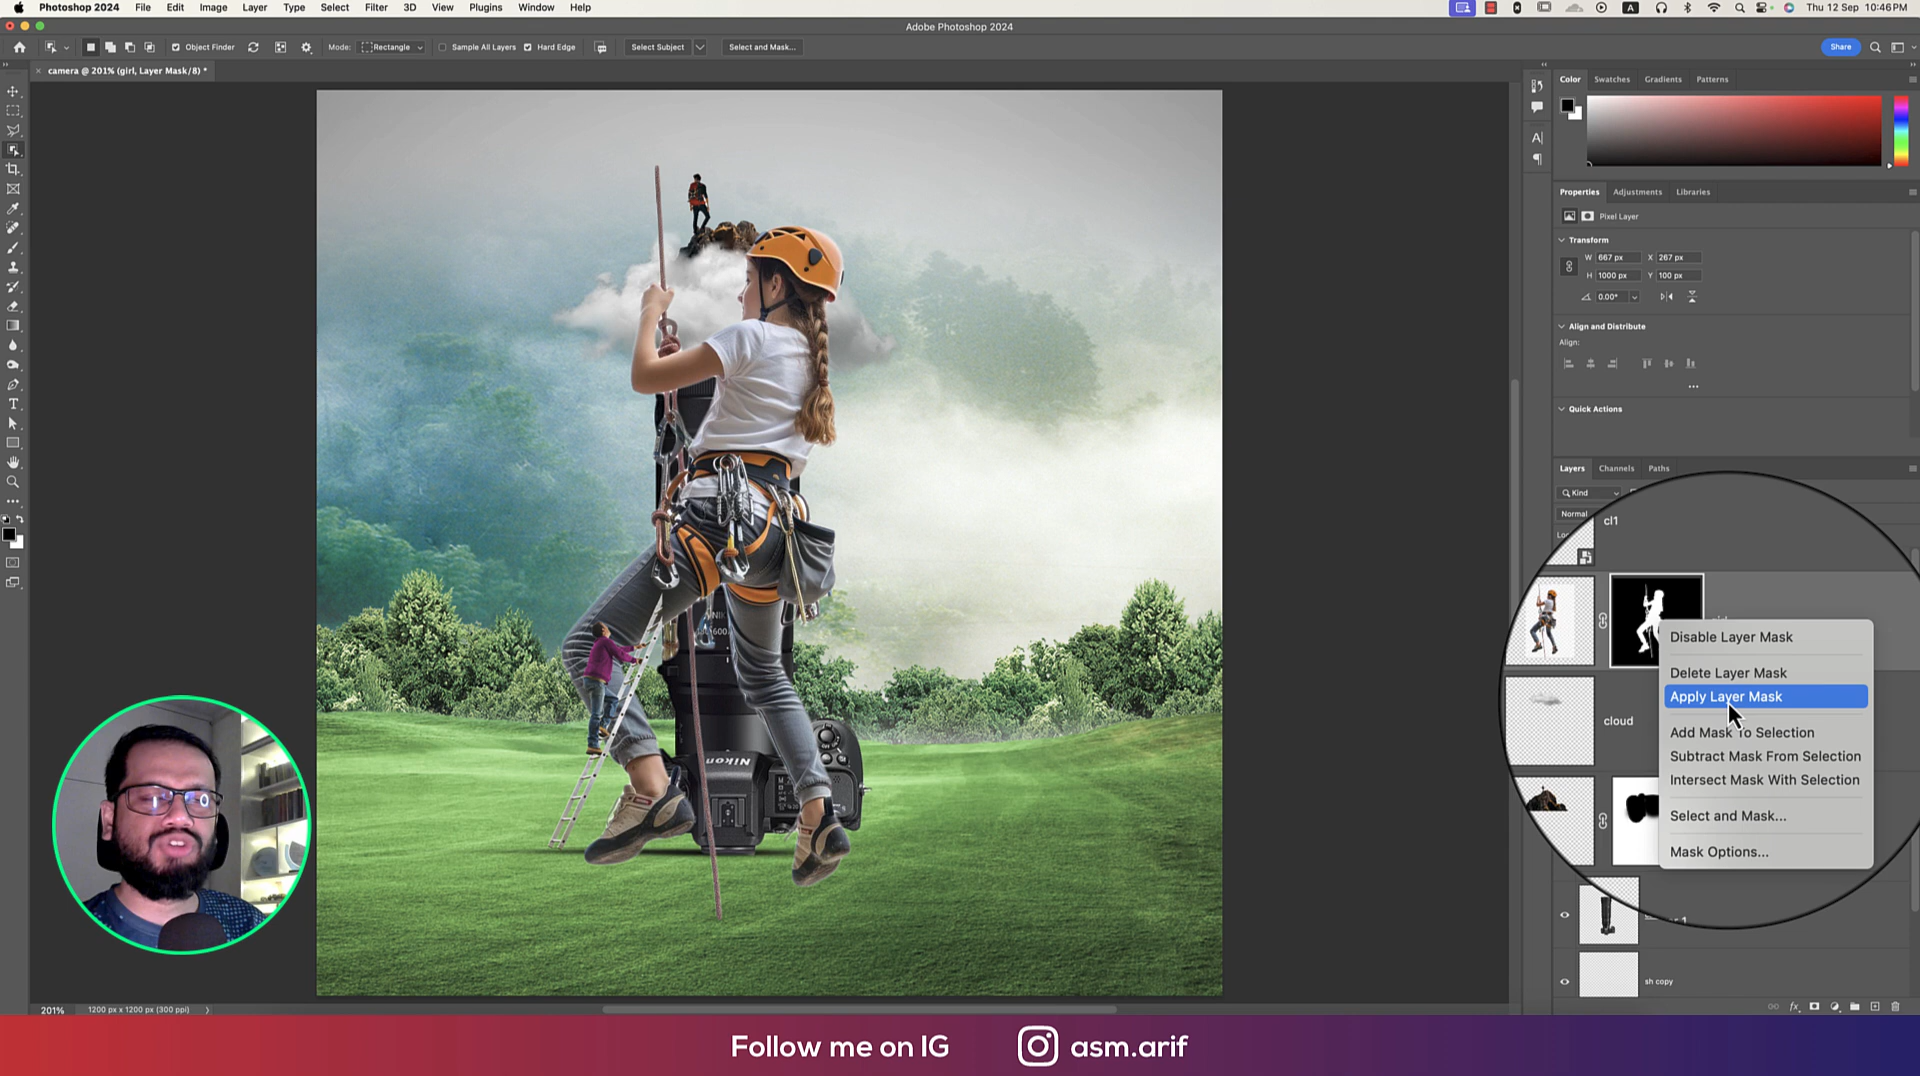 Photoshop 2024 File Edit Image Layer Type Select Filter 3D View Plugins Window Help
A
Thu 12 Sep 10:46 PM
Adobe Photoshop 2024
Object Finder
Mode: Rectangle
Sample All Layers
Hard Edge
Select Subject
Select and Mask...
Share
camera @ 201% (girl, Layer Mask/8) *
Color Swatches Gradients Patterns
Properties Adjustments Libraries
Pixel Layer
Transform
W 667 px X 267 px
H 1000 px Y 100 px
0.00°
Align and Distribute
Align:
Quick Actions
Layers Channels Paths
Kind
Normal
cl1
Disable Layer Mask
Delete Layer Mask
Apply Layer Mask
cloud
Add Mask To Selection
Subtract Mask From Selection
Intersect Mask With Selection
Select and Mask...
Mask Options...
sh copy
Nikon
201% 1200 px x 1200 px (300 ppi)
Follow me on IG
asm.arif